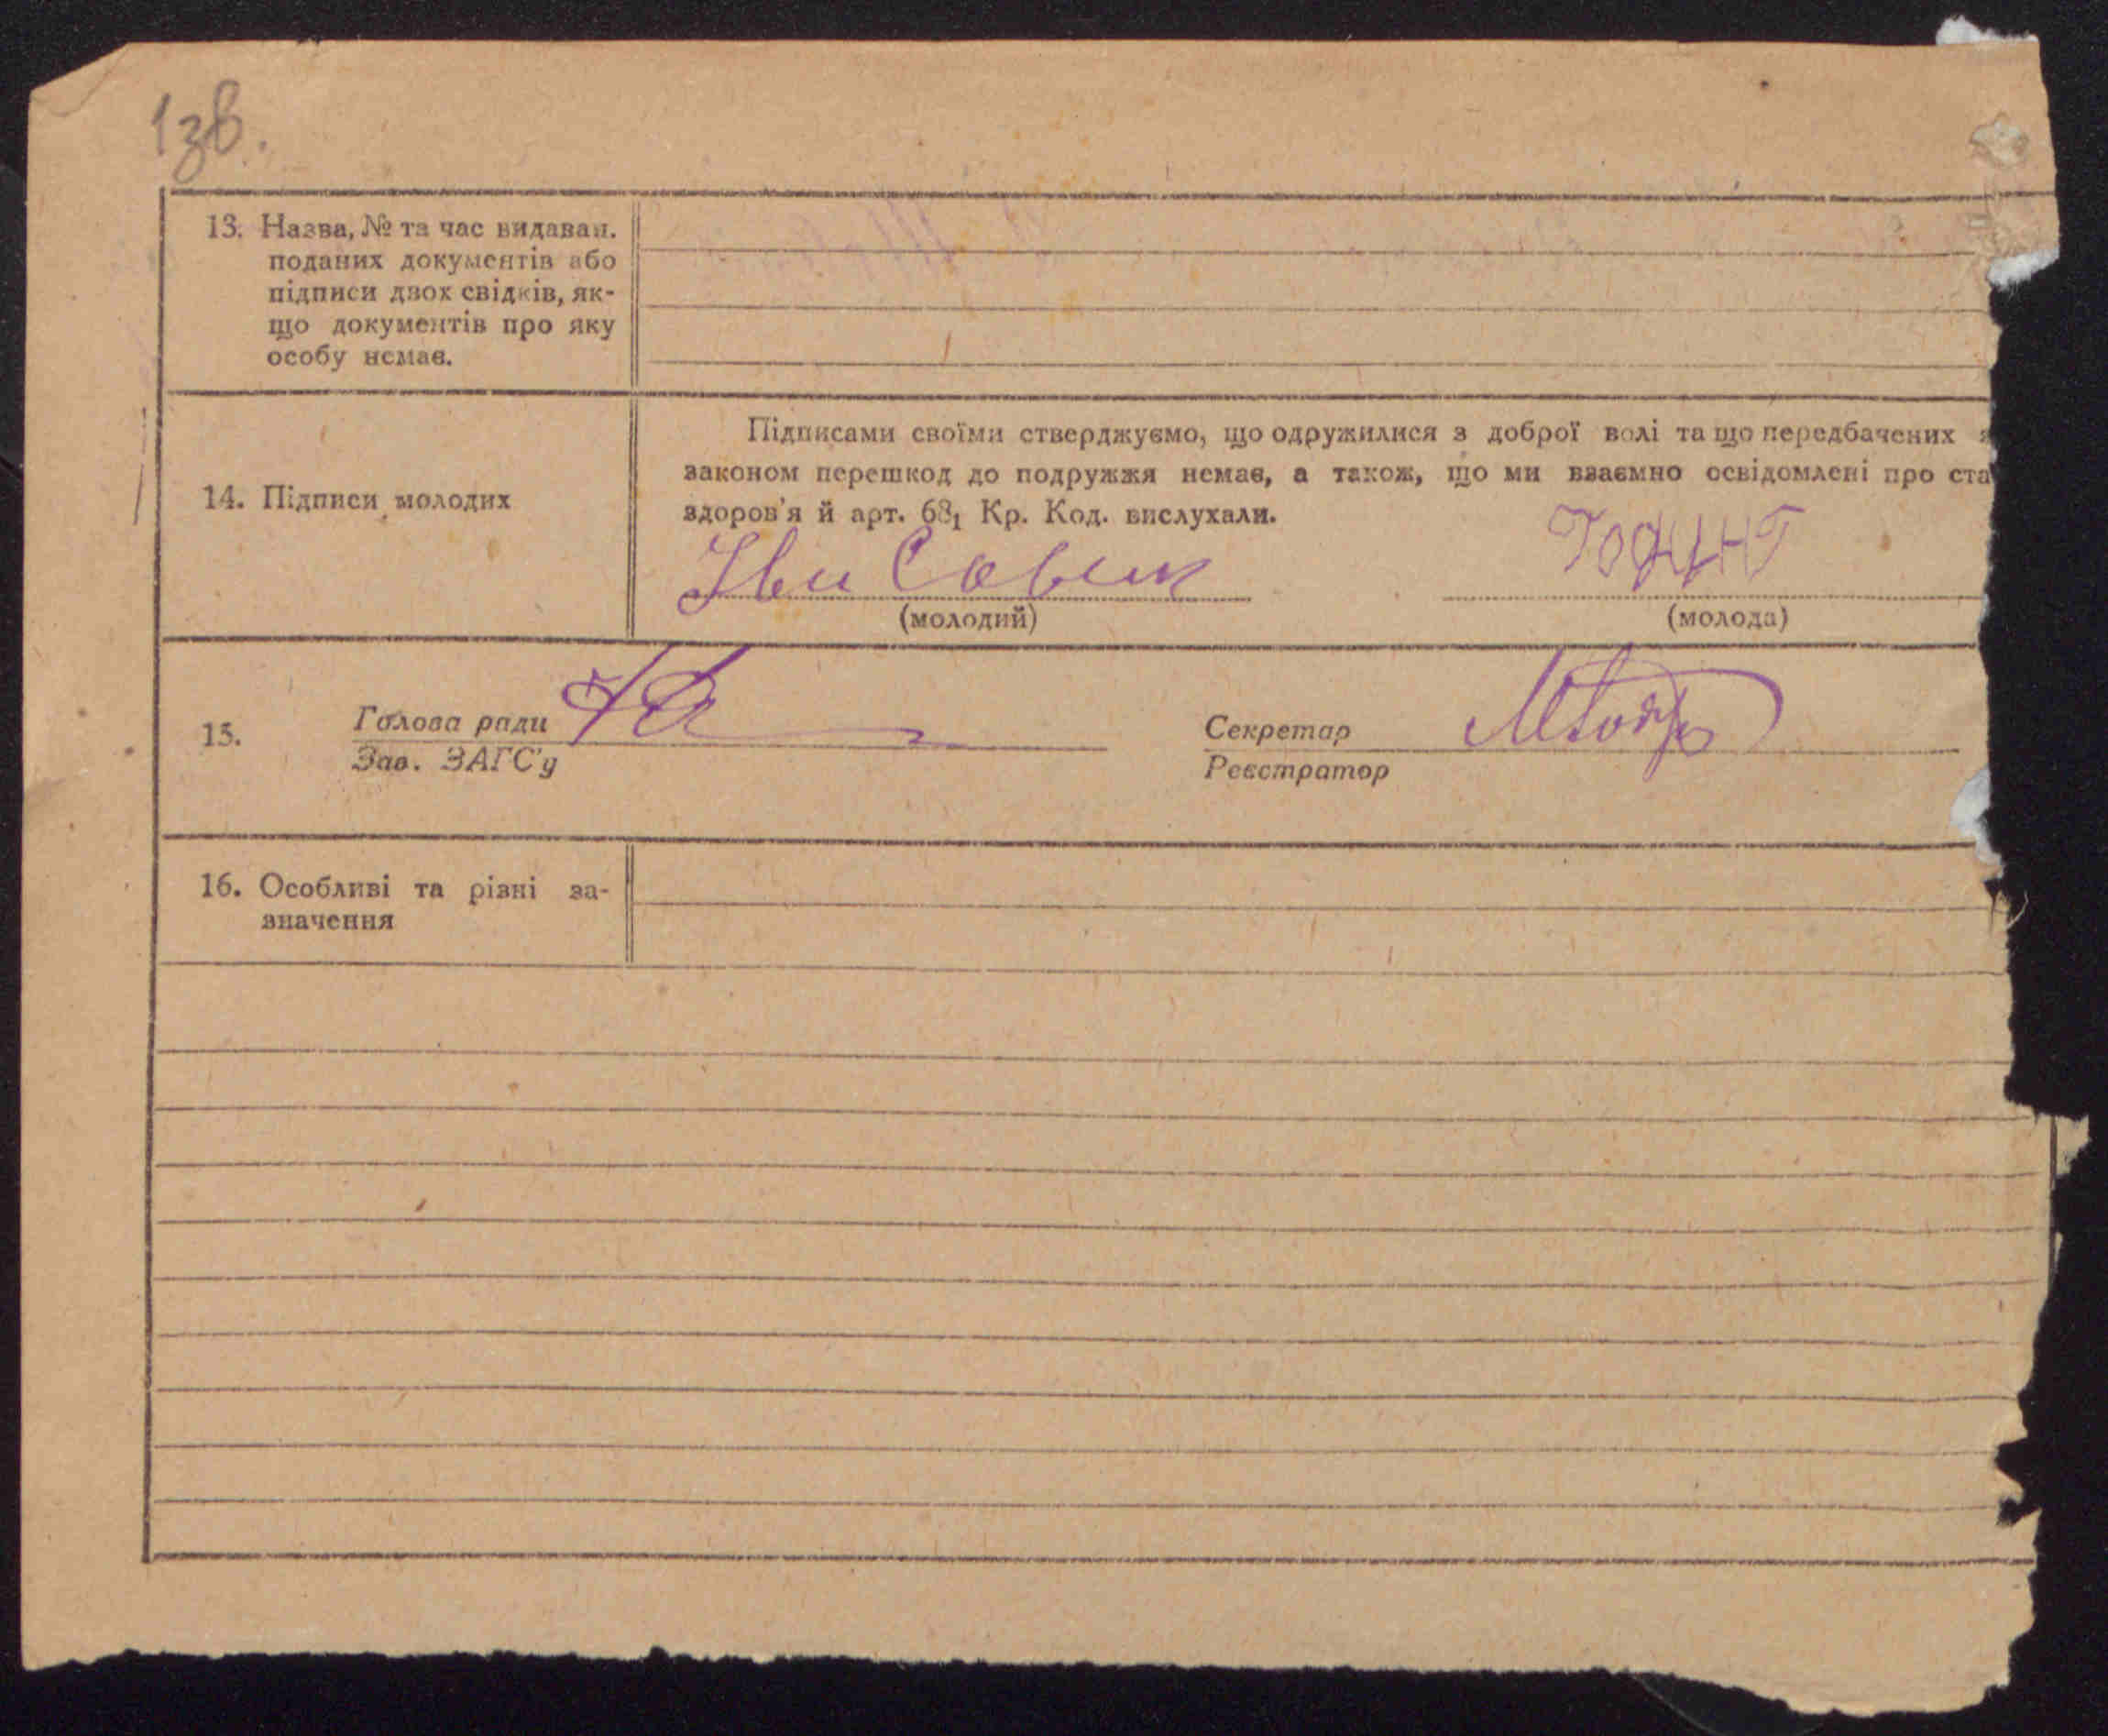 1зв.
13. Назва, № та час видаван.
поданих документів або
підписи двох свідків, як-
що документів про яку
особу немає.
14. Підписи молодих
Підписами своїми стверджуємо, що одружилися з доброї волі та що передбачених
законом перешкод до подружжя немає, а також, що ми взаємно освідомлені про ста
здоров'я й арт. 68₁ Кр. Код. вислухали.
(молодий)
(молода)
15.
Голова ради
Зав. ЗАГС'у
Секретар
Реєстратор
16. Особливі та різні за-
значення